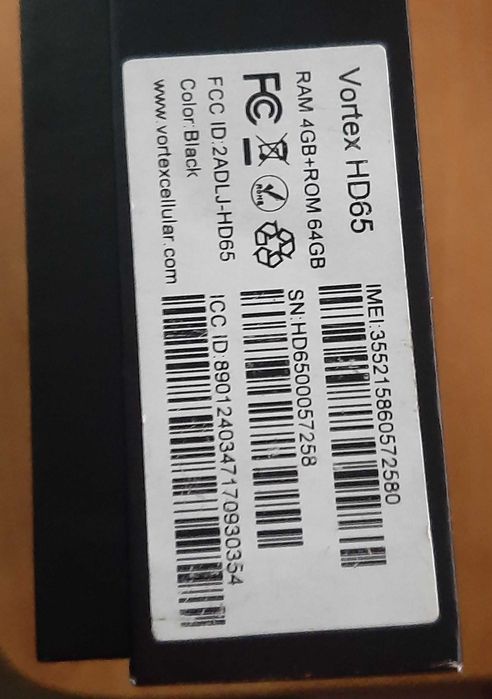 Vortex HD65
RAM 4GB+ROM 64GB
FC
ROHS
FCC ID:2ADLJ-HD65
Color:Black
www.vortexcellular.com
IMEI:355215860572580
SN:HD6500057258
ICC ID:8901240347170930354